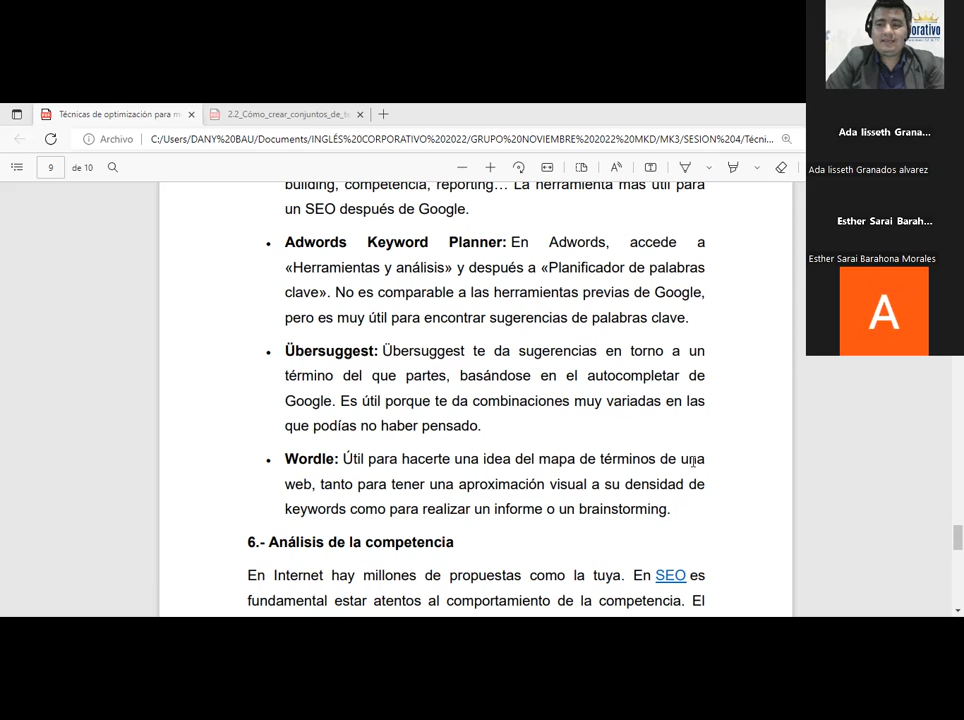 orativo
Técnicas de optimización para m
2.2_Cómo_crear_conjuntos_de_t
Archivo
C:/Users/DANY%20BAU/Documents/INGLÉS%20CORPORATIVO%202022/GRUPO%20NOVIEMBRE%202022%20MKD/MK3/SESION%204/Técni...
9 de 10
building, competencia, reporting… La herramienta más útil para
un SEO después de Google.
• Adwords Keyword Planner: En Adwords, accede a
«Herramientas y análisis» y después a «Planificador de palabras
clave». No es comparable a las herramientas previas de Google,
pero es muy útil para encontrar sugerencias de palabras clave.
• Übersuggest: Übersuggest te da sugerencias en torno a un
término del que partes, basándose en el autocompletar de
Google. Es útil porque te da combinaciones muy variadas en las
que podías no haber pensado.
• Wordle: Útil para hacerte una idea del mapa de términos de una
web, tanto para tener una aproximación visual a su densidad de
keywords como para realizar un informe o un brainstorming.
6.- Análisis de la competencia
En Internet hay millones de propuestas como la tuya. En SEO es
fundamental estar atentos al comportamiento de la competencia. El
Ada lisseth Grana...
Ada lisseth Granados alvarez
Esther Sarai Barah...
Esther Sarai Barahona Morales
A